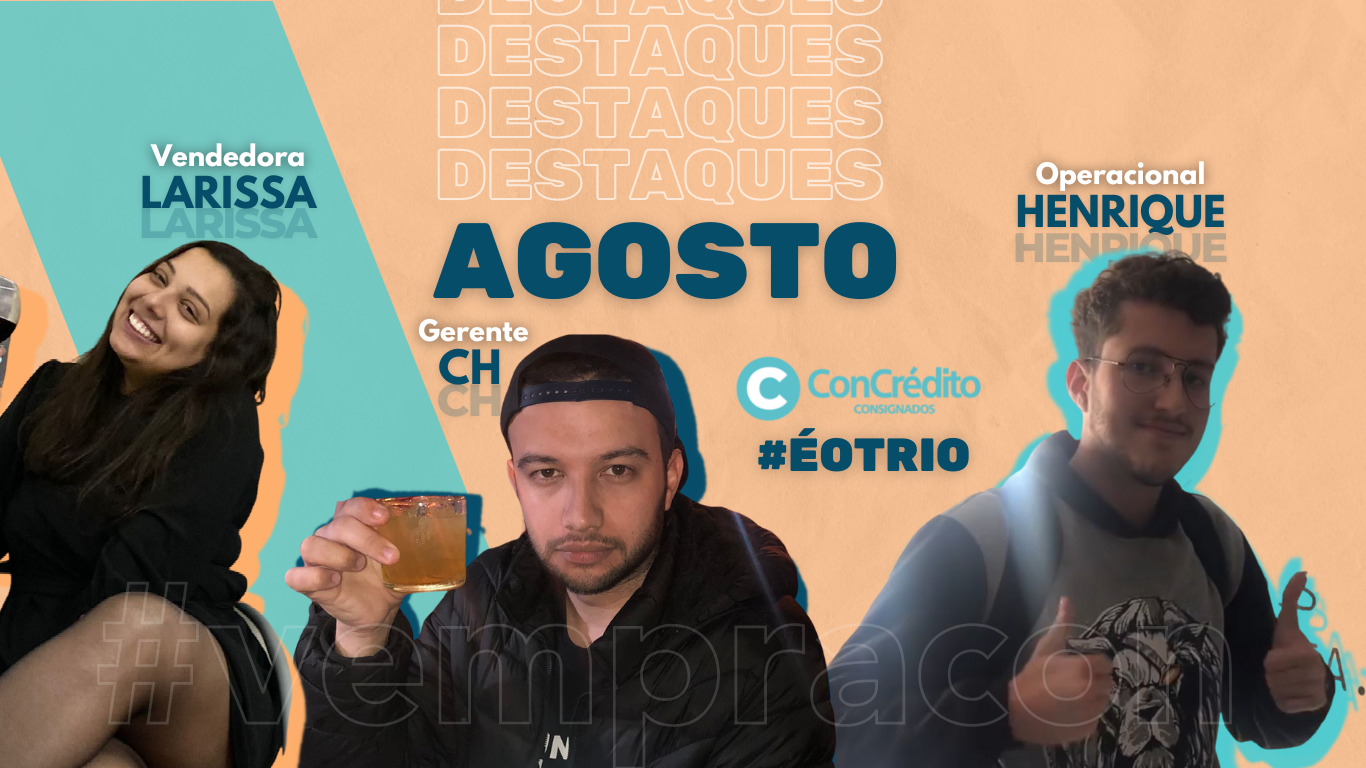 DESTAQUES
DESTAQUES
DESTAQUES
DESTAQUES
AGOSTO
Vendedora
LARISSA
LARISSA
Operacional
HENRIQUE
HENRIQUE
Gerente
CH
CH
C ConCrédito
CONSIGNADOS
#ÉOTRIO
#vempracon